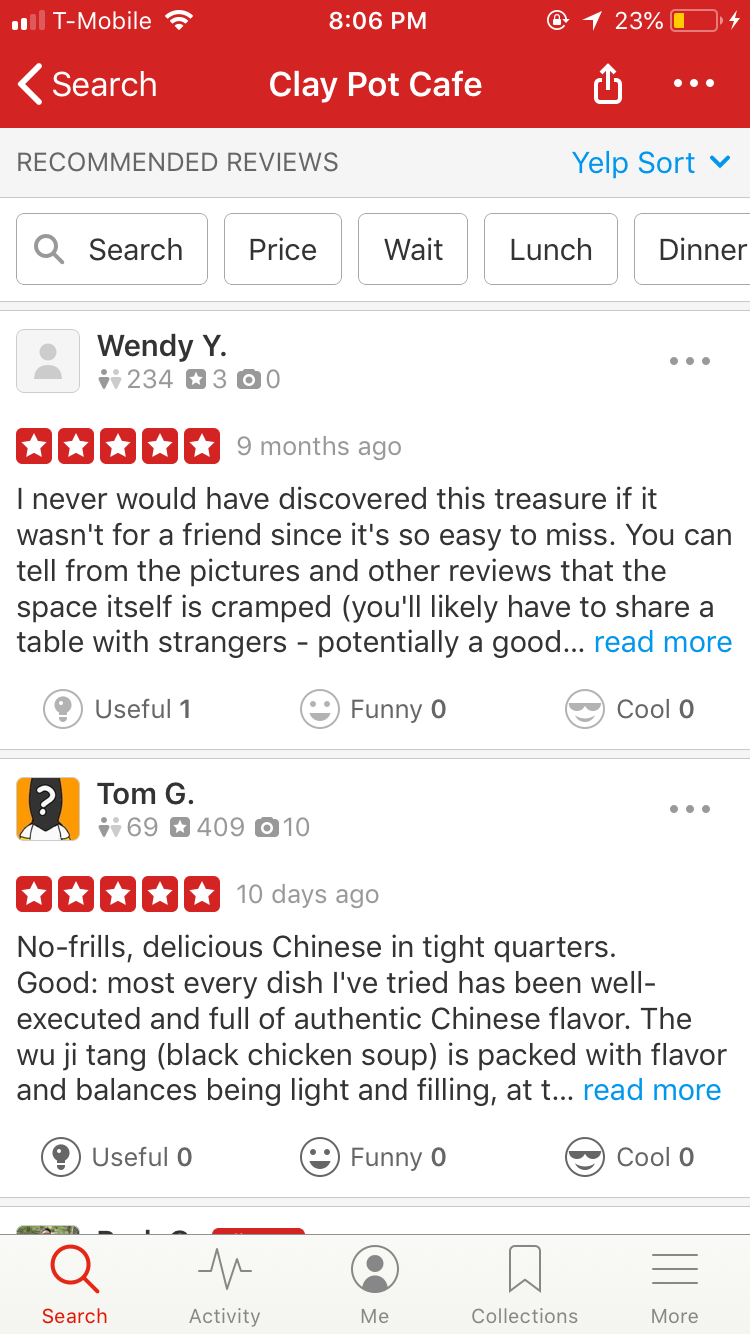 T-Mobile 8:06 PM 23%
Search Clay Pot Cafe
RECOMMENDED REVIEWS Yelp Sort
Search Price Wait Lunch Dinner
Wendy Y.
234 3 0
9 months ago
I never would have discovered this treasure if it
wasn't for a friend since it's so easy to miss. You can
tell from the pictures and other reviews that the
space itself is cramped (you'll likely have to share a
table with strangers - potentially a good... read more
Useful 1 Funny 0 Cool 0
?
Tom G.
69 409 10
10 days ago
No-frills, delicious Chinese in tight quarters.
Good: most every dish I've tried has been well-
executed and full of authentic Chinese flavor. The
wu ji tang (black chicken soup) is packed with flavor
and balances being light and filling, at t... read more
Useful 0 Funny 0 Cool 0
Search Activity Me Collections More